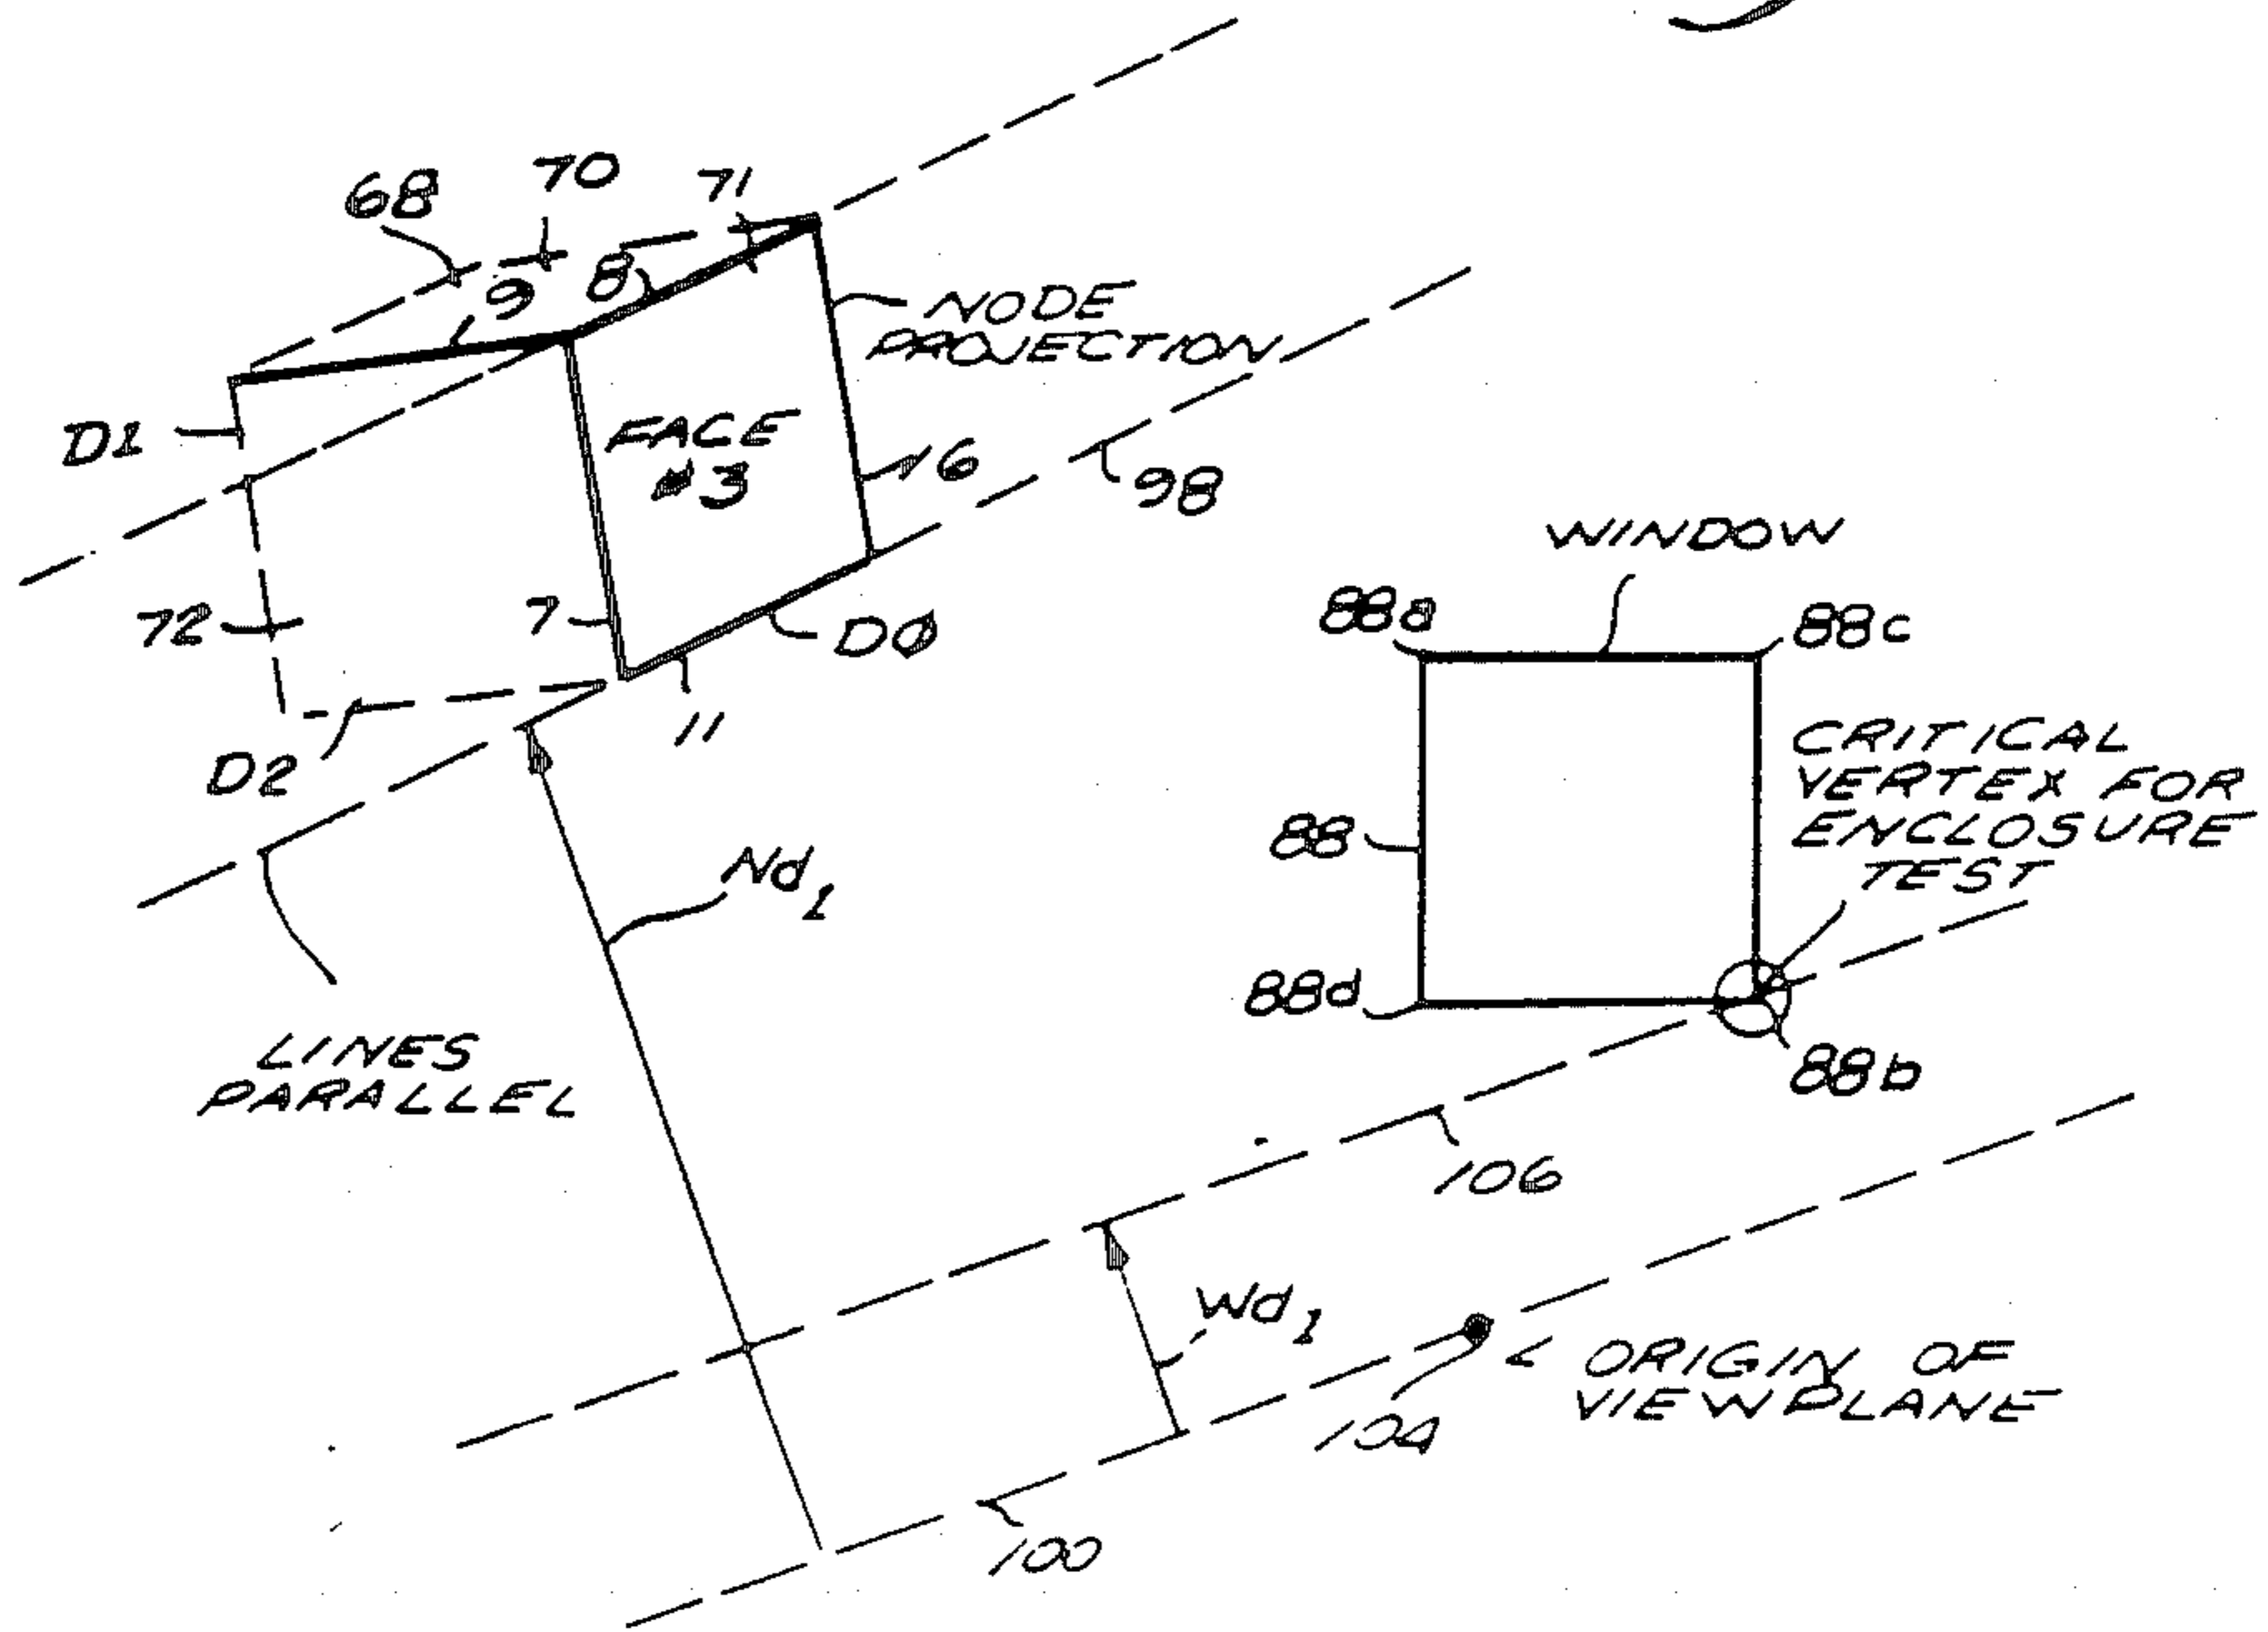 68
70
71
9
8
NODE
PROJECTION
D1
FACE
#3
16
98
WINDOW
72
7
DØ
88a
88c
11
D2
CRITICAL
VERTEX FOR
ENCLOSURE
TEST
88
Nd1
88d
88b
LINES
PARALLEL
106
Wd1
ORIGIN OF
VIEWPLANE
104
100